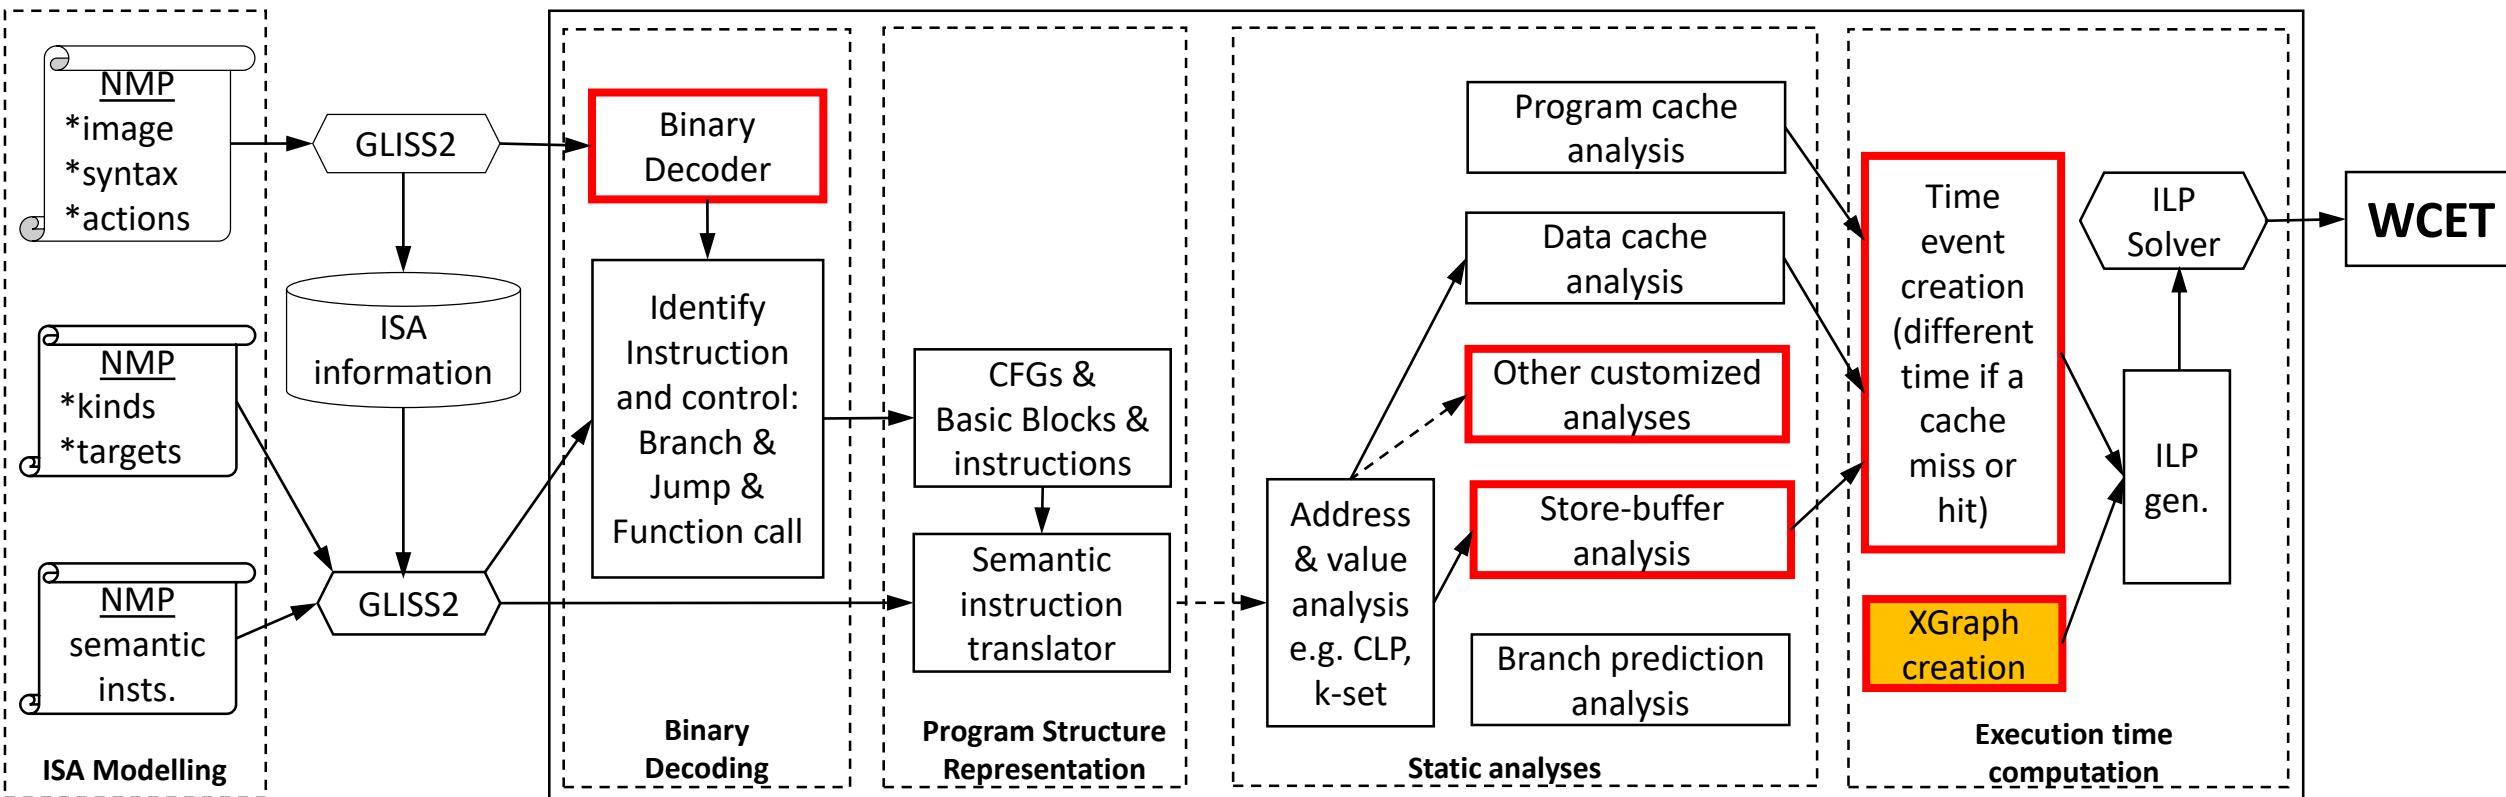 NMP
*image
*syntax
*actions
NMP
*kinds
*targets
NMP
semantic
insts.
ISA Modelling
GLISS2
ISA
information
GLISS2
Binary
Decoder
Identify
Instruction
and control:
Branch &
Jump &
Function call
Binary
Decoding
CFGs &
Basic Blocks &
instructions
Semantic
instruction
translator
Program Structure
Representation
Address
& value
analysis
e.g. CLP,
k-set
Program cache
analysis
Data cache
analysis
Other customized
analyses
Store-buffer
analysis
Branch prediction
analysis
Static analyses
Time
event
creation
(different
time if a
cache
miss or
hit)
XGraph
creation
ILP
Solver
ILP
gen.
Execution time
computation
WCET